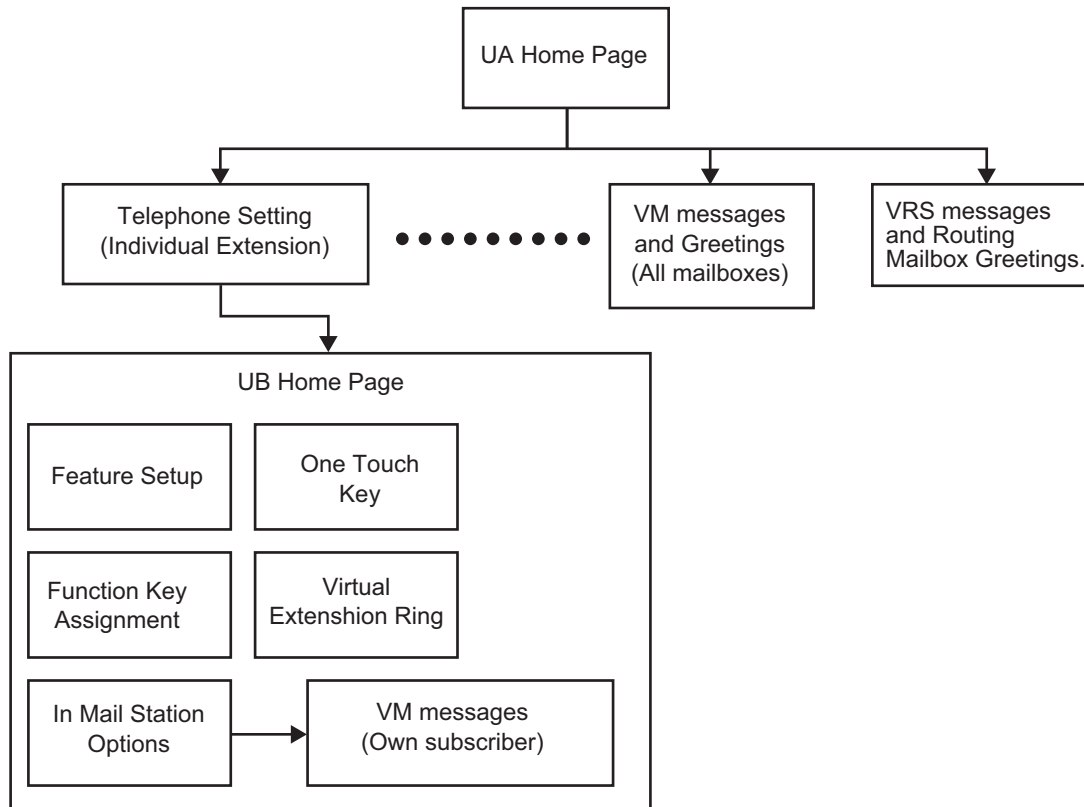 UA Home Page
Telephone Setting
(Individual Extension)
VM messages
and Greetings
(All mailboxes)
VRS messages
and Routing
Mailbox Greetings.
UB Home Page
Feature Setup
One Touch
Key
Function Key
Assignment
Virtual
Extenshion Ring
In Mail Station
Options
VM messages
(Own subscriber)